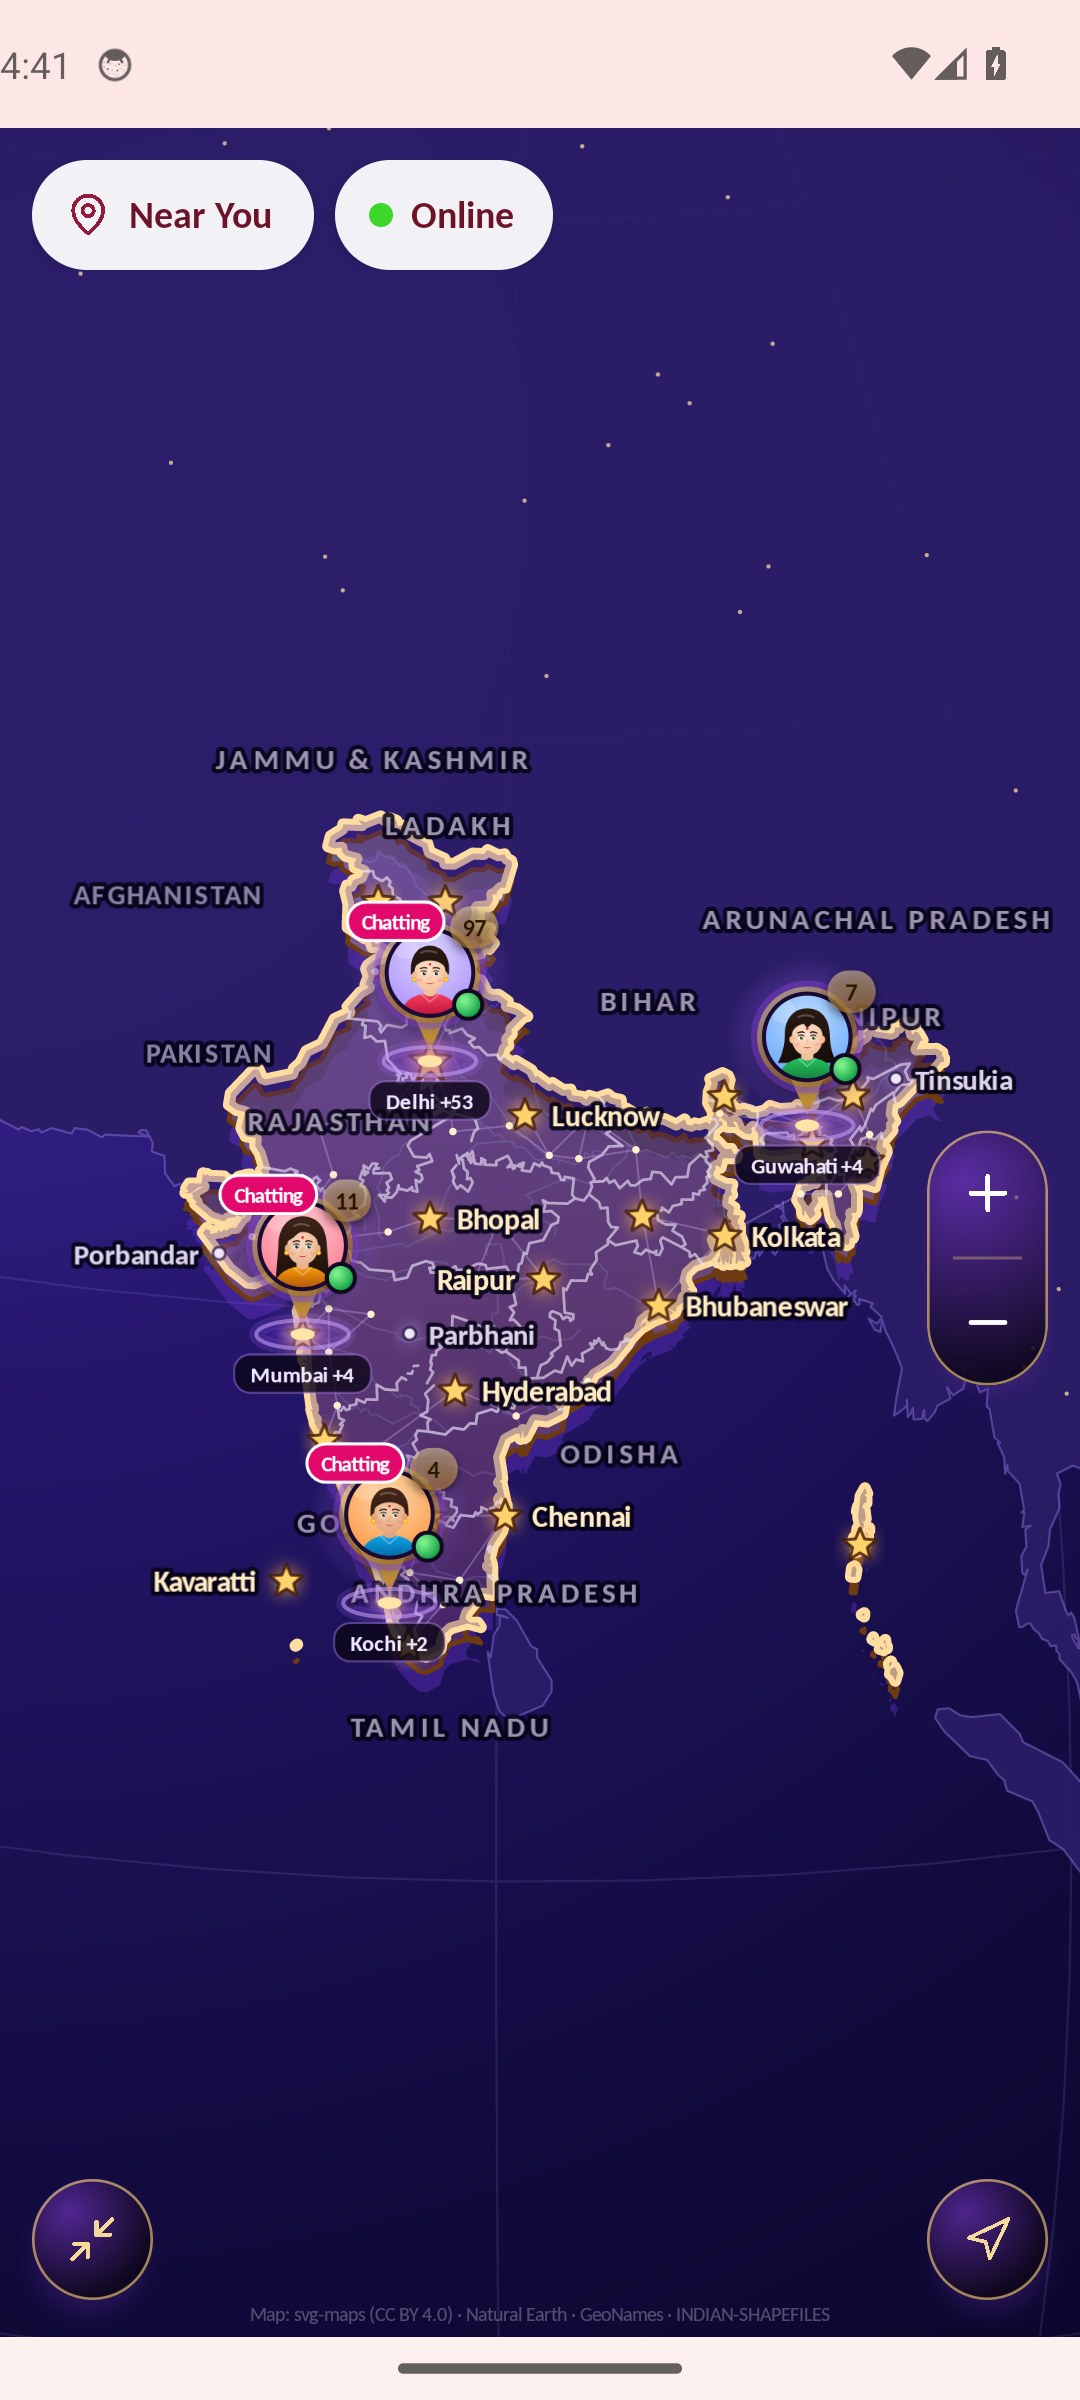 4:41
Near You
Online
JAMMU & KASHMIR
LADAKH
AFGHANISTAN
ARUNACHAL PRADESH
Chatting
97
7
BIHAR
IPUR
PAKISTAN
Tinsukia
Delhi +53
RAJASTHAN
Lucknow
Guwahati +4
Chatting
11
Bhopal
Kolkata
Porbandar
Raipur
Bhubaneswar
Parbhani
Mumbai +4
Hyderabad
ODISHA
Chatting
4
GO
Chennai
Kavaratti
ANDHRA PRADESH
Kochi +2
TAMIL NADU
Map: svg-maps (CC BY 4.0) · Natural Earth · GeoNames · INDIAN-SHAPEFILES